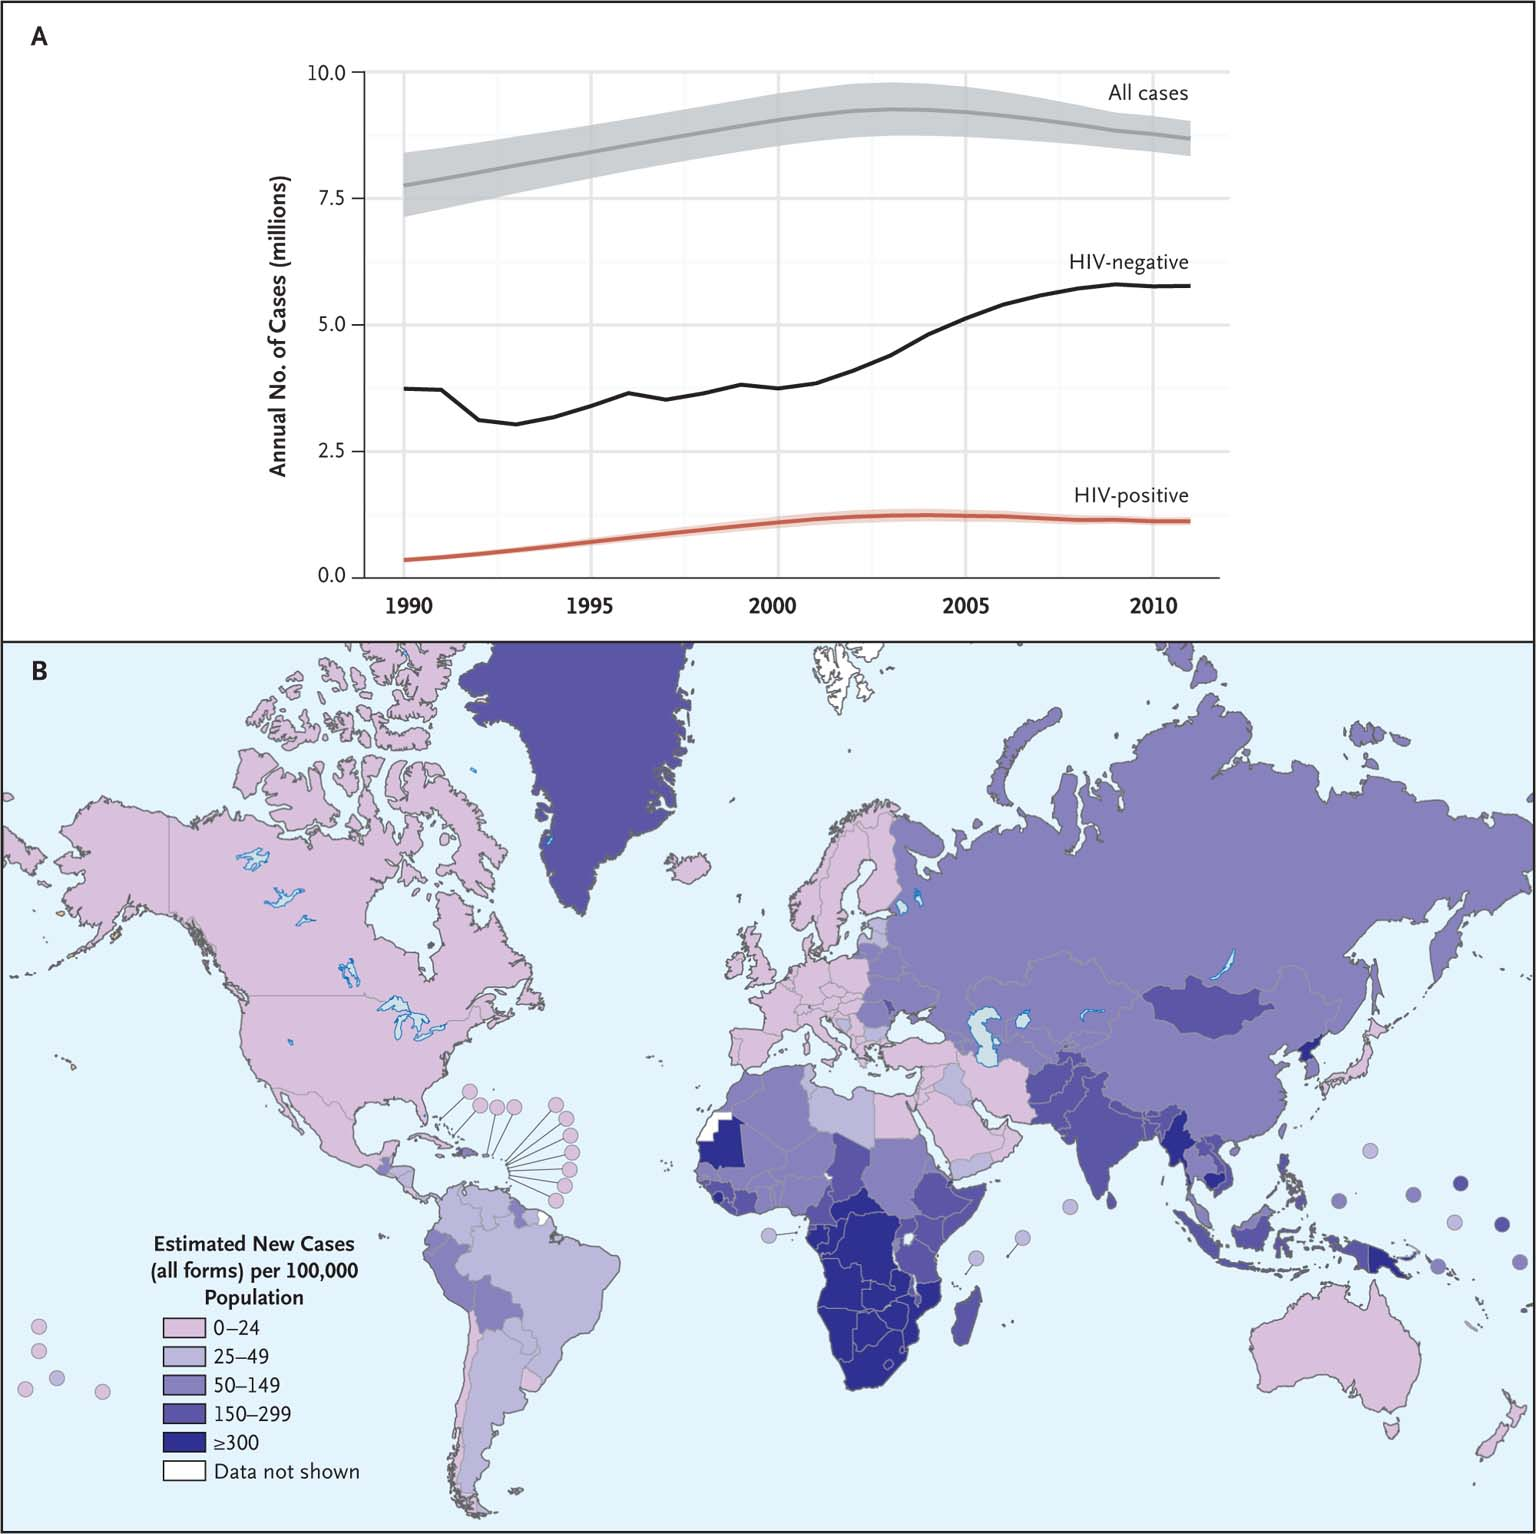 A
10.0
7.5
5.0
2.5
0.0
Annual No. of Cases (millions)
All cases
HIV-negative
HIV-positive
1990 1995 2000 2005 2010
B
Estimated New Cases
(all forms) per 100,000
Population
0–24
25–49
50–149
150–299
≥300
Data not shown